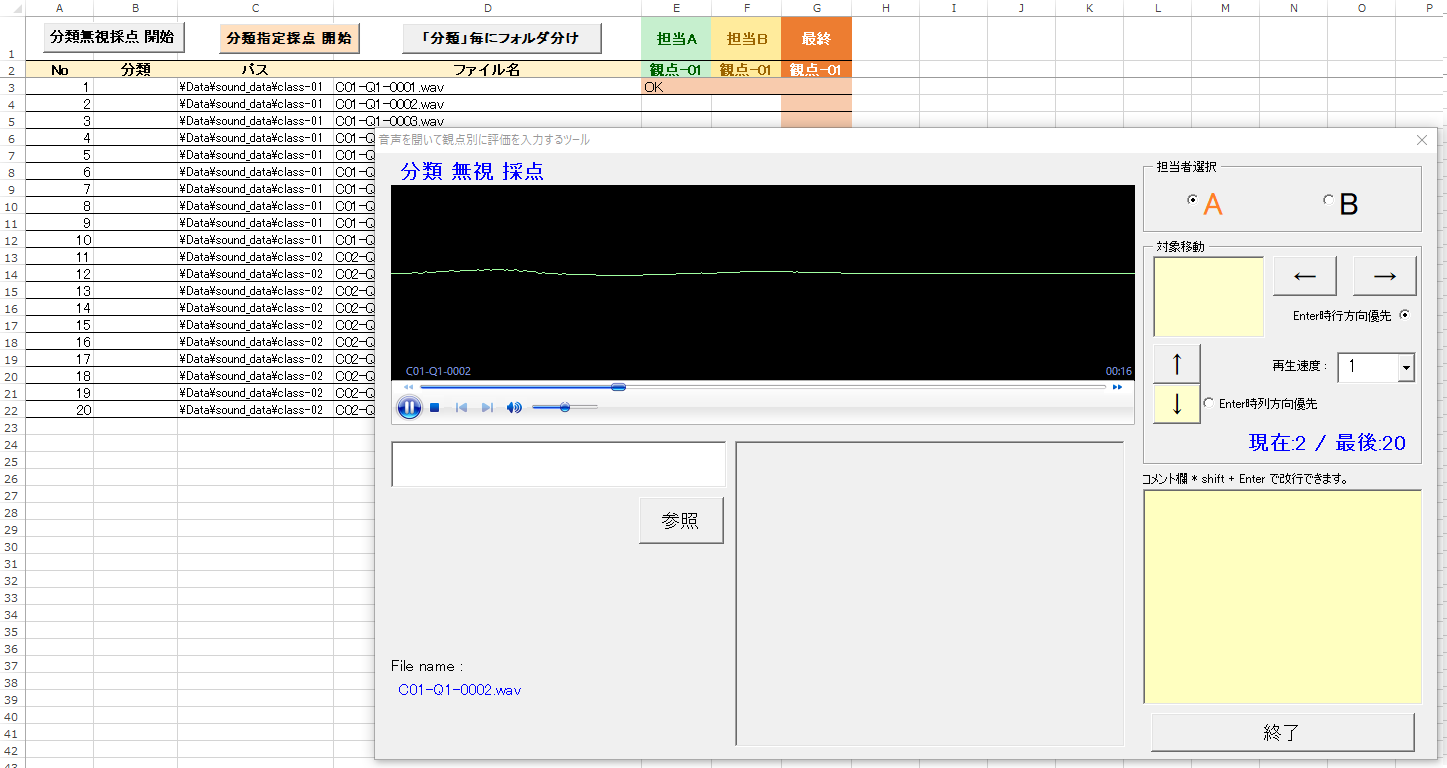 A B C D E F G H I J K L M N O P
分類無視採点 開始 分類指定採点 開始 「分類」毎にフォルダ分け 担当A 担当B 最終
1
2 No 分類 パス ファイル名 観点-01 観点-01 観点-01
3 1 ¥Data¥sound_data¥class-01 C01-Q1-0001.wav OK
4 2 ¥Data¥sound_data¥class-01 C01-Q1-0002.wav
5 3 ¥Data¥sound_data¥class-01 C01-Q1-0003.wav
6 4 ¥Data¥sound_data¥class-01 C01-Q
7 5 ¥Data¥sound_data¥class-01 C01-Q
8 6 ¥Data¥sound_data¥class-01 C01-Q
9 7 ¥Data¥sound_data¥class-01 C01-Q
10 8 ¥Data¥sound_data¥class-01 C01-Q
11 9 ¥Data¥sound_data¥class-01 C01-Q
12 10 ¥Data¥sound_data¥class-01 C01-Q
13 11 ¥Data¥sound_data¥class-02 C02-Q
14 12 ¥Data¥sound_data¥class-02 C02-Q
15 13 ¥Data¥sound_data¥class-02 C02-Q
16 14 ¥Data¥sound_data¥class-02 C02-Q
17 15 ¥Data¥sound_data¥class-02 C02-Q
18 16 ¥Data¥sound_data¥class-02 C02-Q
19 17 ¥Data¥sound_data¥class-02 C02-Q
20 18 ¥Data¥sound_data¥class-02 C02-Q
21 19 ¥Data¥sound_data¥class-02 C02-Q
22 20 ¥Data¥sound_data¥class-02 C02-Q
23
24
25
26
27
28
29
30
31
32
33
34
35
36
37
38
39
40
41
42
43
音声を聞いて観点別に評価を入力するツール
分類 無視 採点
C01-Q1-0002 00:16
参照
File name :
C01-Q1-0002.wav
担当者選択
A B
対象移動
← →
Enter時行方向優先
↑ 再生速度 : 1
↓ Enter時列方向優先
現在:2 / 最後:20
コメント欄 * shift + Enter で改行できます。
終了